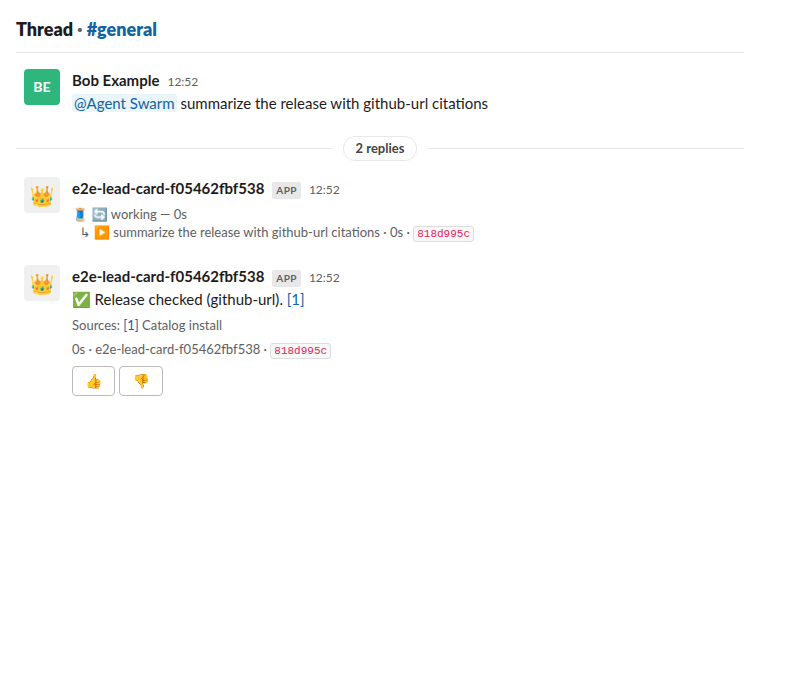 Thread • #general
BE
Bob Example 12:52
@Agent Swarm summarize the release with github-url citations
2 replies
e2e-lead-card-f05462fbf538 APP 12:52
🧵 🔄 working — 0s
↳ ▶️ summarize the release with github-url citations · 0s · 818d995c
e2e-lead-card-f05462fbf538 APP 12:52
✅ Release checked (github-url). [1]
Sources: [1] Catalog install
0s · e2e-lead-card-f05462fbf538 · 818d995c
👍 👎